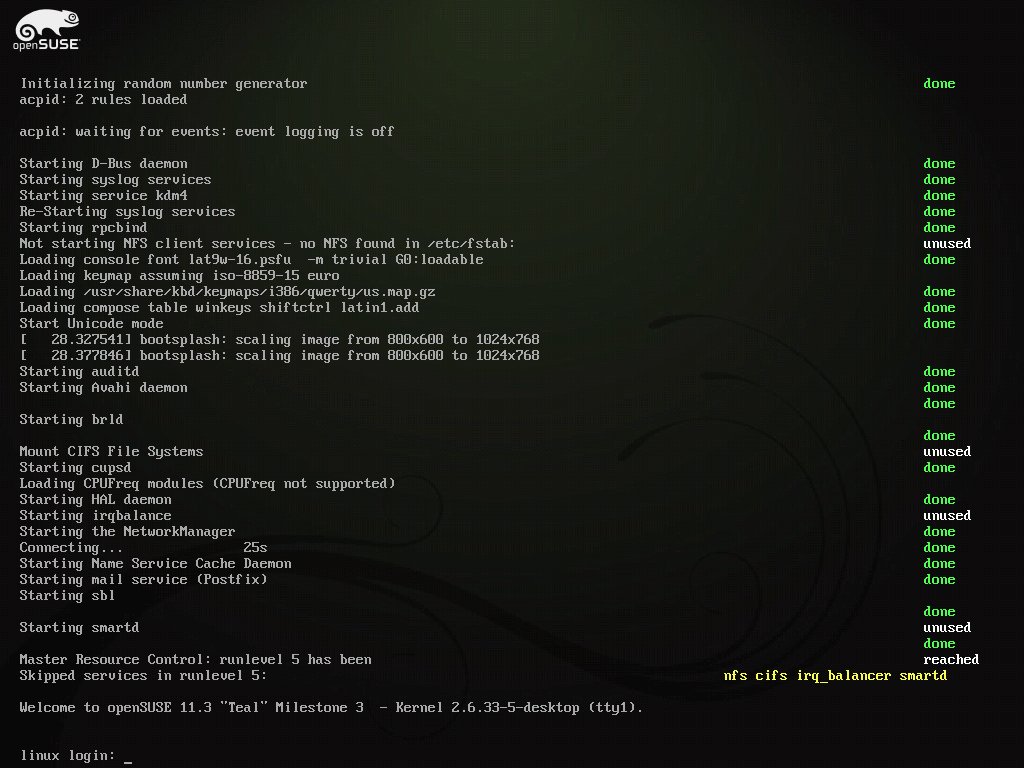 openSUSE
Initializing random number generator done
acpid: 2 rules loaded
acpid: waiting for events: event logging is off
Starting D-Bus daemon done
Starting syslog services done
Starting service kdm4 done
Re-Starting syslog services done
Starting rpcbind done
Not starting NFS client services - no NFS found in /etc/fstab: unused
Loading console font lat9w-16.psfu  -m trivial G0:loadable done
Loading keymap assuming iso-8859-15 euro
Loading /usr/share/kbd/keymaps/i386/qwerty/us.map.gz done
Loading compose table winkeys shiftctrl latin1.add done
Start Unicode mode done
[   28.327541] bootsplash: scaling image from 800x600 to 1024x768
[   28.377846] bootsplash: scaling image from 800x600 to 1024x768
Starting auditd done
Starting Avahi daemon done
done
Starting brld
done
Mount CIFS File Systems unused
Starting cupsd done
Loading CPUFreq modules (CPUFreq not supported)
Starting HAL daemon done
Starting irqbalance unused
Starting the NetworkManager done
Connecting... 25s done
Starting Name Service Cache Daemon done
Starting mail service (Postfix) done
Starting sbl
done
Starting smartd unused
done
Master Resource Control: runlevel 5 has been reached
Skipped services in runlevel 5: nfs cifs irq_balancer smartd
Welcome to openSUSE 11.3 "Teal" Milestone 3  - Kernel 2.6.33-5-desktop (tty1).
linux login: _